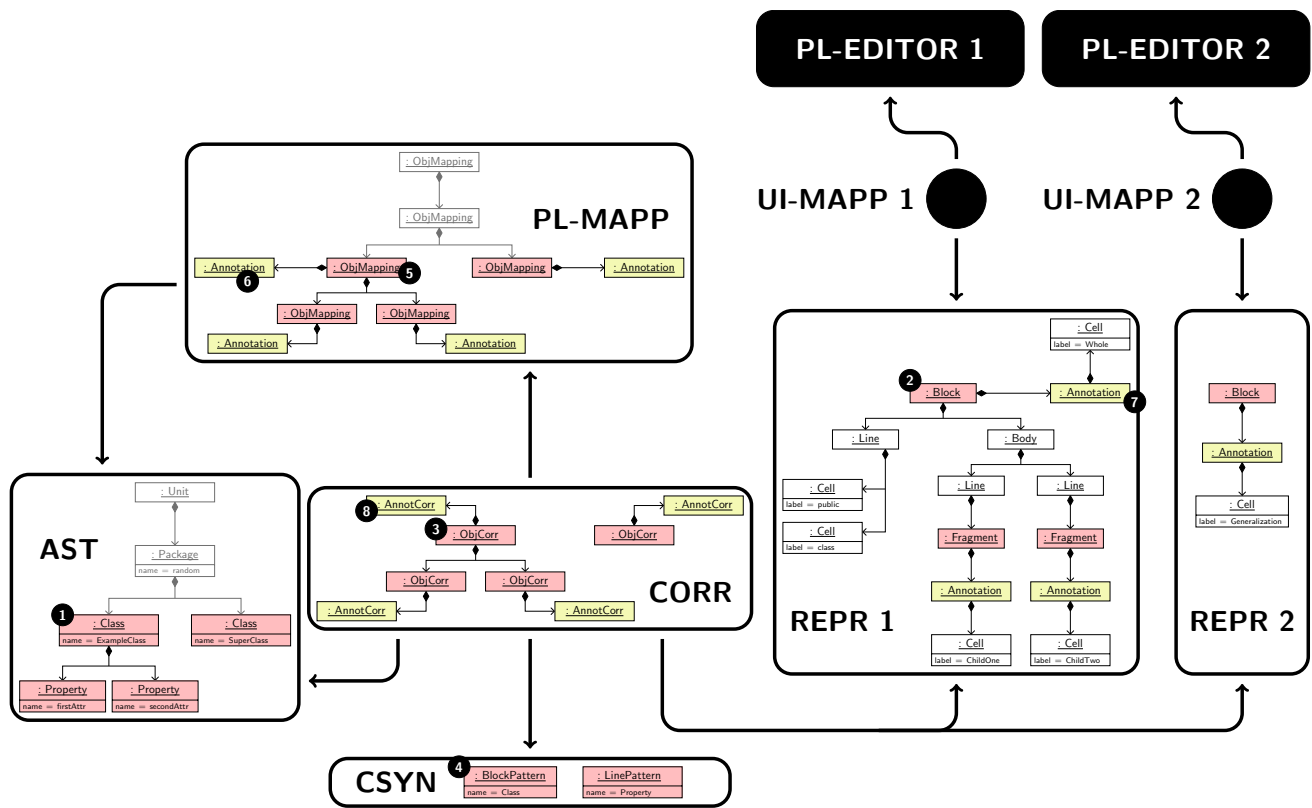 PL-EDITOR 1
PL-EDITOR 2
UI-MAPP 1
UI-MAPP 2
: ObjMapping
: ObjMapping
PL-MAPP
: Annotation
6
: ObjMapping
5
: ObjMapping
: Annotation
: ObjMapping
: ObjMapping
: Annotation
: Annotation
: Unit
AST
: Package
name = random
1
: Class
name = ExampleClass
: Class
name = SuperClass
: Property
name = firstAttr
: Property
name = secondAttr
8
: AnnotCorr
: AnnotCorr
3
: ObjCorr
: ObjCorr
: ObjCorr
: ObjCorr
CORR
: AnnotCorr
: AnnotCorr
CSYN
4
: BlockPattern
name = Class
: LinePattern
name = Property
: Cell
label = Whole
2
: Block
: Annotation
7
: Line
: Body
: Cell
label = public
: Line
: Line
: Cell
label = class
: Fragment
: Fragment
: Annotation
: Annotation
REPR 1
: Cell
label = ChildOne
: Cell
label = ChildTwo
: Block
: Annotation
: Cell
label = Generalization
REPR 2